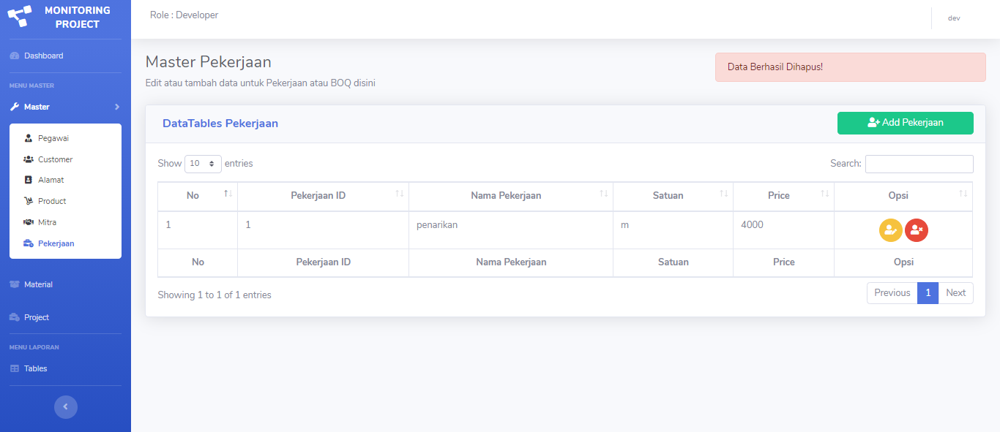 MONITORING
PROJECT
Role : Developer
dev
Dashboard
MENU MASTER
Master
Pegawai
Customer
Alamat
Product
Mitra
Pekerjaan
Material
Project
MENU LAPORAN
Tables
Master Pekerjaan
Edit atau tambah data untuk Pekerjaan atau BOQ disini
Data Berhasil Dihapus!
DataTables Pekerjaan
Add Pekerjaan
Show 10 entries
Search:
No Pekerjaan ID Nama Pekerjaan Satuan Price Opsi
1 1 penarikan m 4000
No Pekerjaan ID Nama Pekerjaan Satuan Price Opsi
Showing 1 to 1 of 1 entries
Previous 1 Next